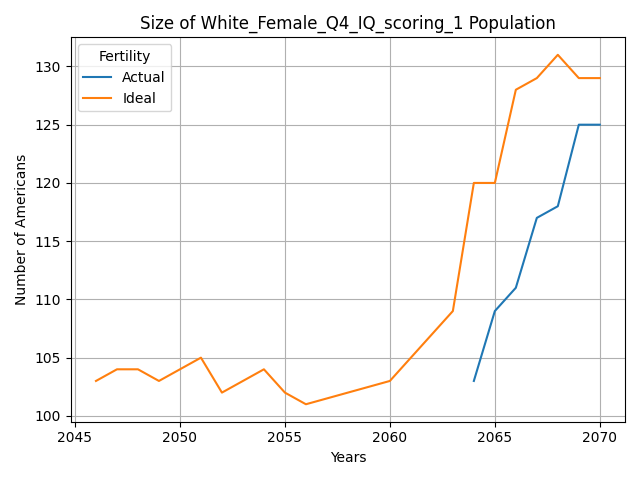 Size of White_Female_Q4_IQ_scoring_1 Population
Fertility
Actual
Ideal
Number of Americans
130
125
120
115
110
105
100
2045 2050 2055 2060 2065 2070
Years